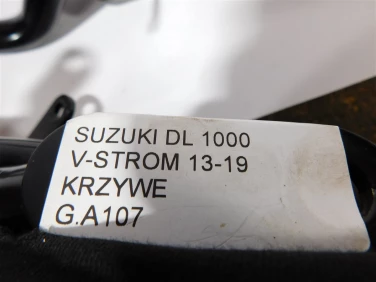 SUZUKI DL 1000
V-STROM 13-19
KRZYWE
G.A107